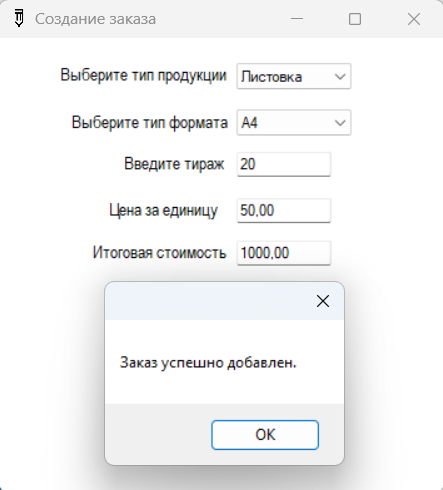 Создание заказа
Выберите тип продукции Листовка
Выберите тип формата A4
Введите тираж 20
Цена за единицу 50,00
Итоговая стоимость 1000,00
Заказ успешно добавлен.
OK